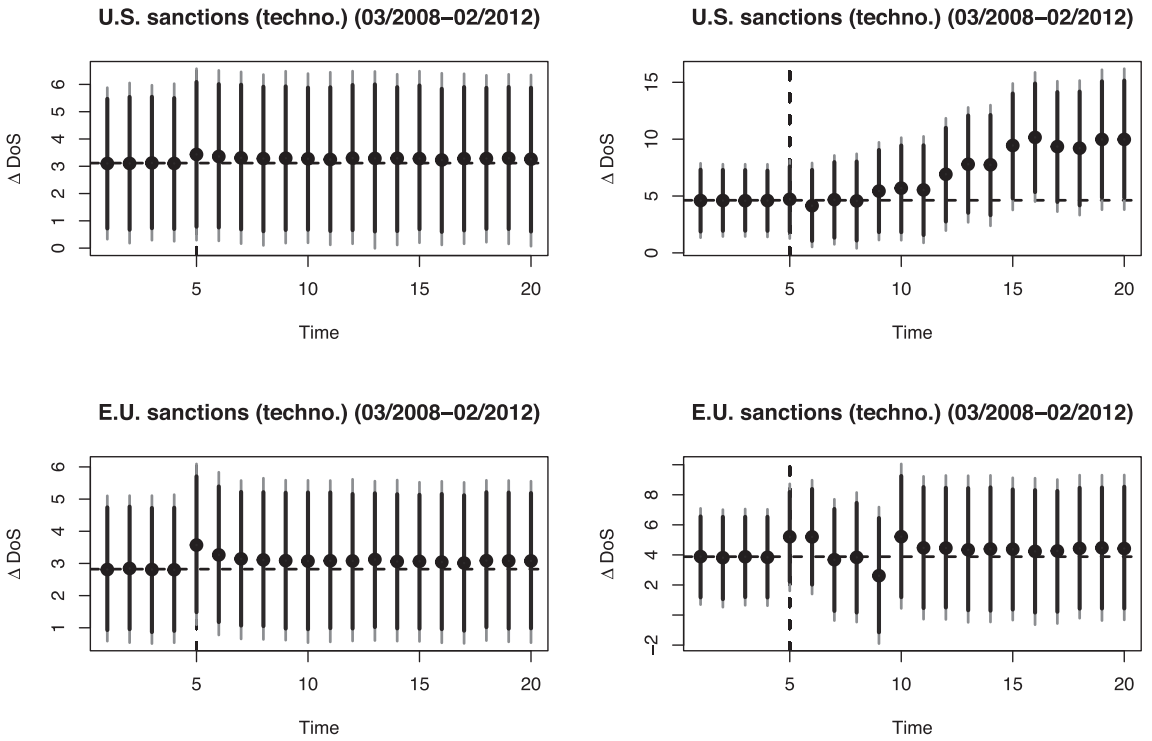 U.S. sanctions (techno.) (03/2008–02/2012)
Δ DoS
6
5
4
3
2
1
0
5 10 15 20
Time
U.S. sanctions (techno.) (03/2008–02/2012)
Δ DoS
15
10
5
0
5 10 15 20
Time
E.U. sanctions (techno.) (03/2008–02/2012)
Δ DoS
6
5
4
3
2
1
5 10 15 20
Time
E.U. sanctions (techno.) (03/2008–02/2012)
Δ DoS
8
6
4
2
−2
5 10 15 20
Time